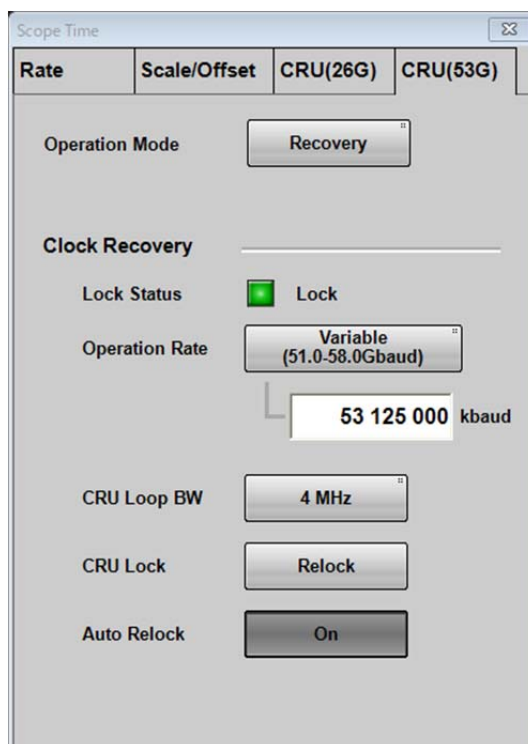 Scope Time
Rate Scale/Offset CRU(26G) CRU(53G)
Operation Mode Recovery
Clock Recovery
Lock Status Lock
Operation Rate Variable
(51.0-58.0Gbaud)
53 125 000 kbaud
CRU Loop BW 4 MHz
CRU Lock Relock
Auto Relock On